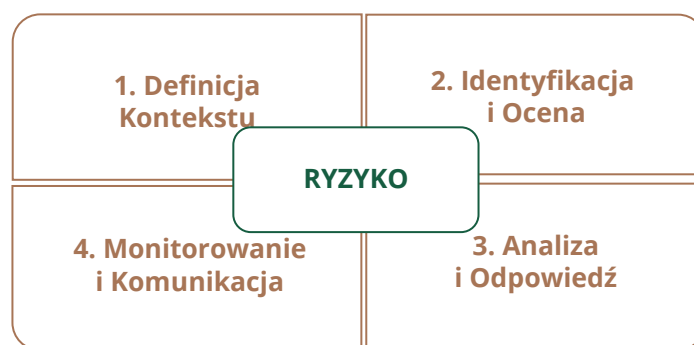 1. Definicja
Kontekstu
2. Identyfikacja
i Ocena
RYZYKO
4. Monitorowanie
i Komunikacja
3. Analiza
i Odpowiedź